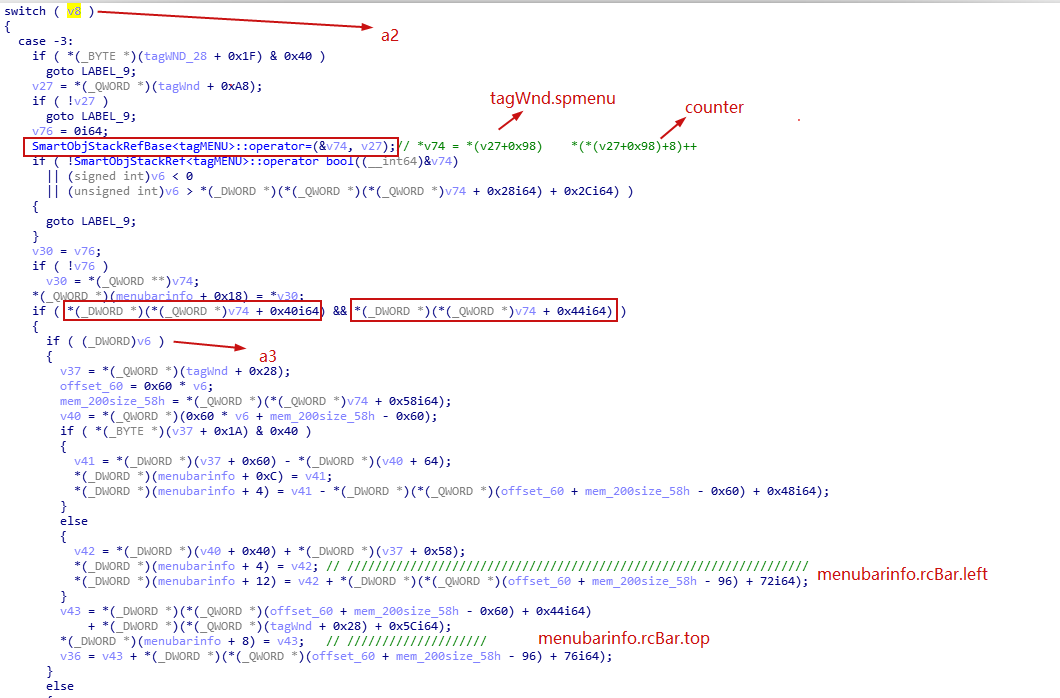 switch ( v8 )
a2
{
case -3:
if ( *(_BYTE *)(tagWND_28 + 0x1F) & 0x40 )
goto LABEL_9;
v27 = *(_QWORD *)(tagWnd + 0xA8);
if ( !v27 )
tagWnd.spmenu
counter
goto LABEL_9;
v76 = 0i64;
SmartObjStackRefBase<tagMENU>::operator=(&v74, v27);// *v74 = *(v27+0x98)    *(*(v27+0x98)+8)++
if ( !SmartObjStackRef<tagMENU>::operator bool((__int64)&v74)
|| (signed int)v6 < 0
|| (unsigned int)v6 > *(_DWORD *)(*(_QWORD *)(*(_QWORD *)v74 + 0x28i64) + 0x2Ci64) )
{
goto LABEL_9;
}
v30 = v76;
if ( !v76 )
v30 = *(_QWORD **)v74;
*(_QWORD *)(menubarinfo + 0x18) = *v30;
if ( *(_DWORD *)(*(_QWORD *)v74 + 0x40i64) && *(_DWORD *)(*(_QWORD *)v74 + 0x44i64) )
{
if ( (_DWORD)v6 )
a3
{
v37 = *(_QWORD *)(tagWnd + 0x28);
offset_60 = 0x60 * v6;
mem_200size_58h = *(_QWORD *)(*(_QWORD *)v74 + 0x58i64);
v40 = *(_QWORD *)(0x60 * v6 + mem_200size_58h - 0x60);
if ( *(_BYTE *)(v37 + 0x1A) & 0x40 )
{
v41 = *(_DWORD *)(v37 + 0x60) - *(_DWORD *)(v40 + 64);
*(_DWORD *)(menubarinfo + 0xC) = v41;
*(_DWORD *)(menubarinfo + 4) = v41 - *(_DWORD *)(*(_QWORD *)(offset_60 + mem_200size_58h - 0x60) + 0x48i64);
}
else
{
v42 = *(_DWORD *)(v40 + 0x40) + *(_DWORD *)(v37 + 0x58);
*(_DWORD *)(menubarinfo + 4) = v42; // //////////////////////////////////////////////////////////////////
*(_DWORD *)(menubarinfo + 12) = v42 + *(_DWORD *)(*(_QWORD *)(offset_60 + mem_200size_58h - 96) + 72i64);
menubarinfo.rcBar.left
}
v43 = *(_DWORD *)(*(_QWORD *)(offset_60 + mem_200size_58h - 0x60) + 0x44i64)
+ *(_DWORD *)(*(_QWORD *)(tagWnd + 0x28) + 0x5Ci64);
*(_DWORD *)(menubarinfo + 8) = v43;   // ////////////////////
menubarinfo.rcBar.top
v36 = v43 + *(_DWORD *)(*(_QWORD *)(offset_60 + mem_200size_58h - 96) + 76i64);
}
else